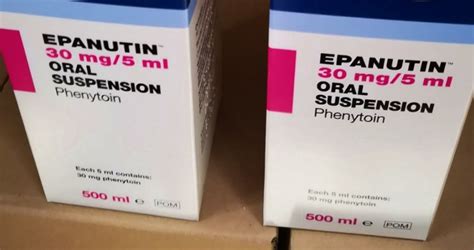 EPANUTIN™
30 mg/5 ml
ORAL
SUSPENSION
Phenytoin
Each 5 ml contains:
30 mg phenytoin
500 ml e POM
EPANUTIN™
30 mg/5 ml
ORAL
SUSPENSION
Phenytoin
Each 5 ml contains:
30 mg phenytoin
500 ml e POM